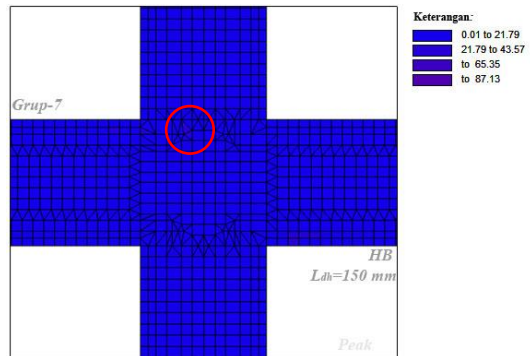 Keterangan:
0.01 to 21.79
21.79 to 43.57
to 65.35
to 87.13
Grup-7
HB
Ldh=150 mm
Peak